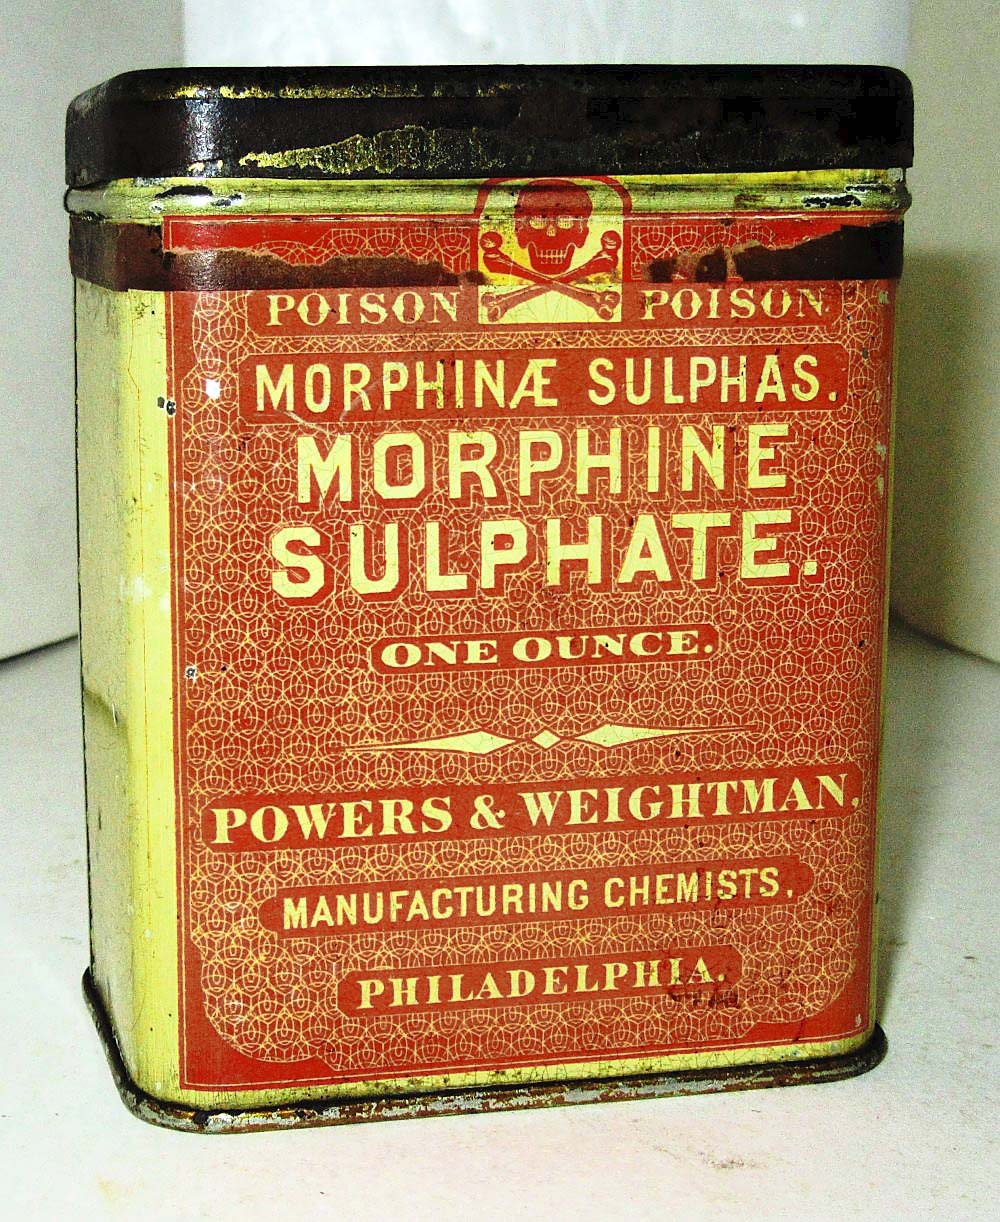 POISON POISON
MORPHINÆ SULPHAS.
MORPHINE
SULPHATE.
ONE OUNCE.
POWERS & WEIGHTMAN,
MANUFACTURING CHEMISTS,
PHILADELPHIA.